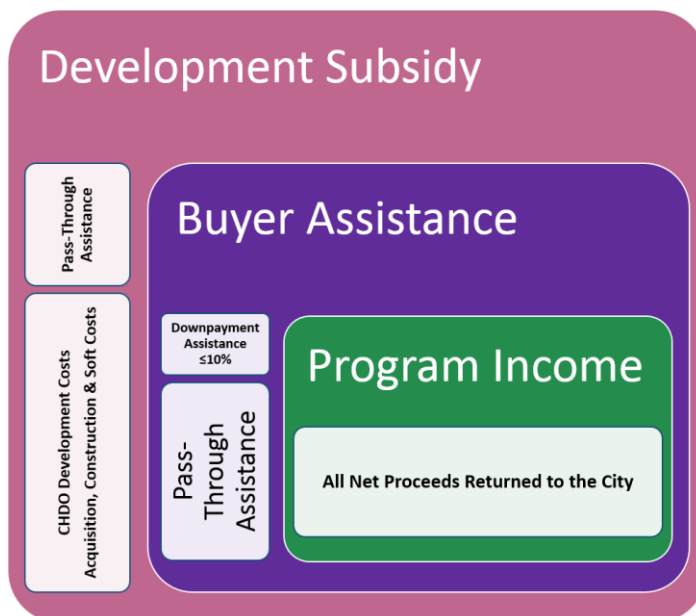 Development Subsidy
Pass-Through
Assistance
CHDO Development Costs
Acquisition, Construction & Soft Costs
Buyer Assistance
Downpayment
Assistance
≤10%
Pass-
Through
Assistance
Program Income
All Net Proceeds Returned to the City